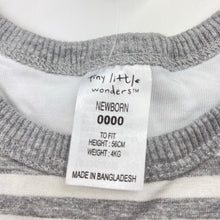 tiny little
wonders™
NEWBORN
0000
TO FIT
HEIGHT: 56CM
WEIGHT: 4KG
MADE IN BANGLADESH